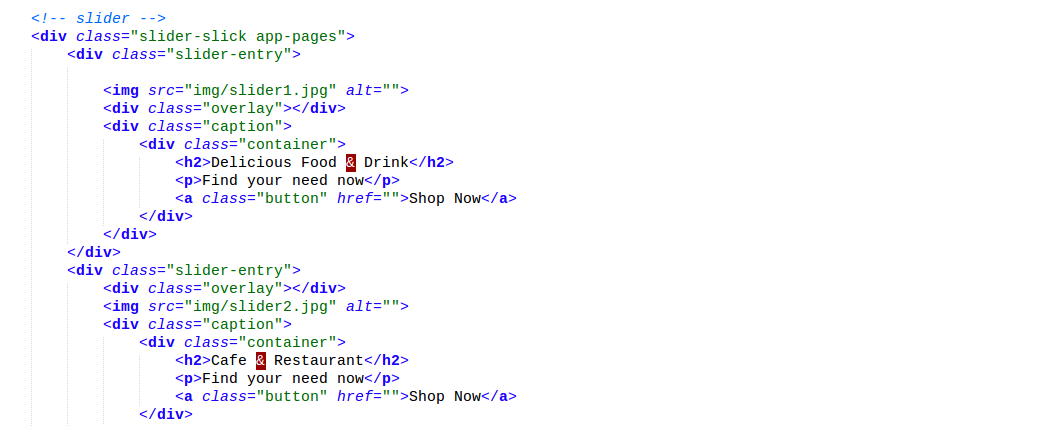 <!-- slider -->
<div class="slider-slick app-pages">
<div class="slider-entry">
<img src="img/slider1.jpg" alt="">
<div class="overlay"></div>
<div class="caption">
<div class="container">
<h2>Delicious Food & Drink</h2>
<p>Find your need now</p>
<a class="button" href="">Shop Now</a>
</div>
</div>
</div>
<div class="slider-entry">
<div class="overlay"></div>
<img src="img/slider2.jpg" alt="">
<div class="caption">
<div class="container">
<h2>Cafe & Restaurant</h2>
<p>Find your need now</p>
<a class="button" href="">Shop Now</a>
</div>